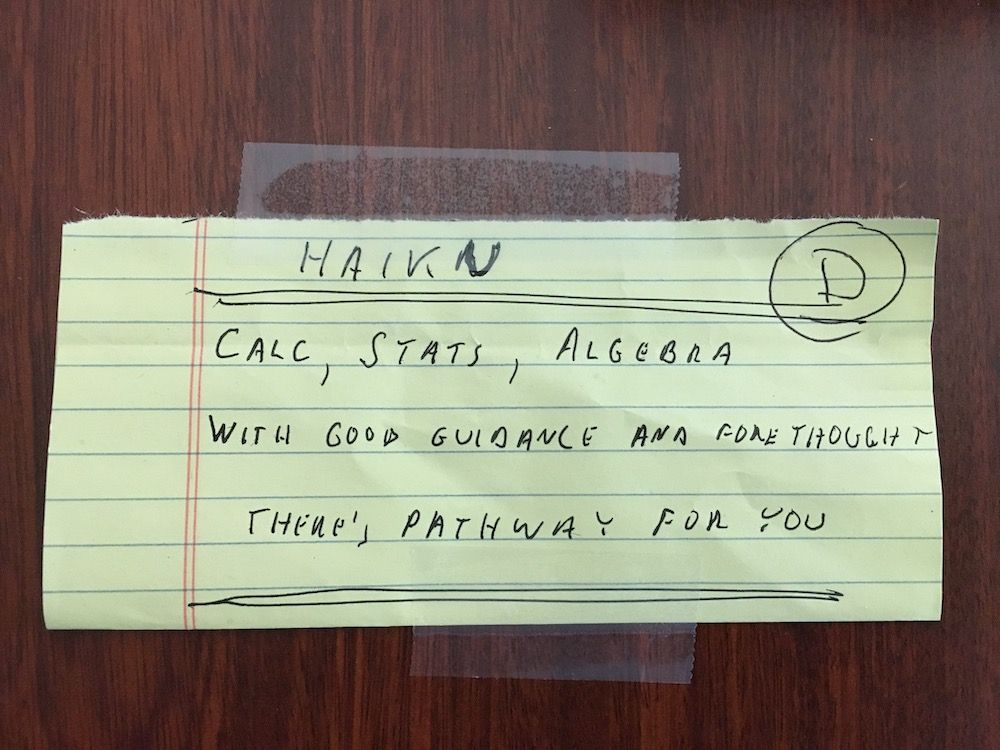 HAIKU
D
CALC, STATS, ALGEBRA
WITH GOOD GUIDANCE AND FORETHOUGHT
THERE'S PATHWAY FOR YOU